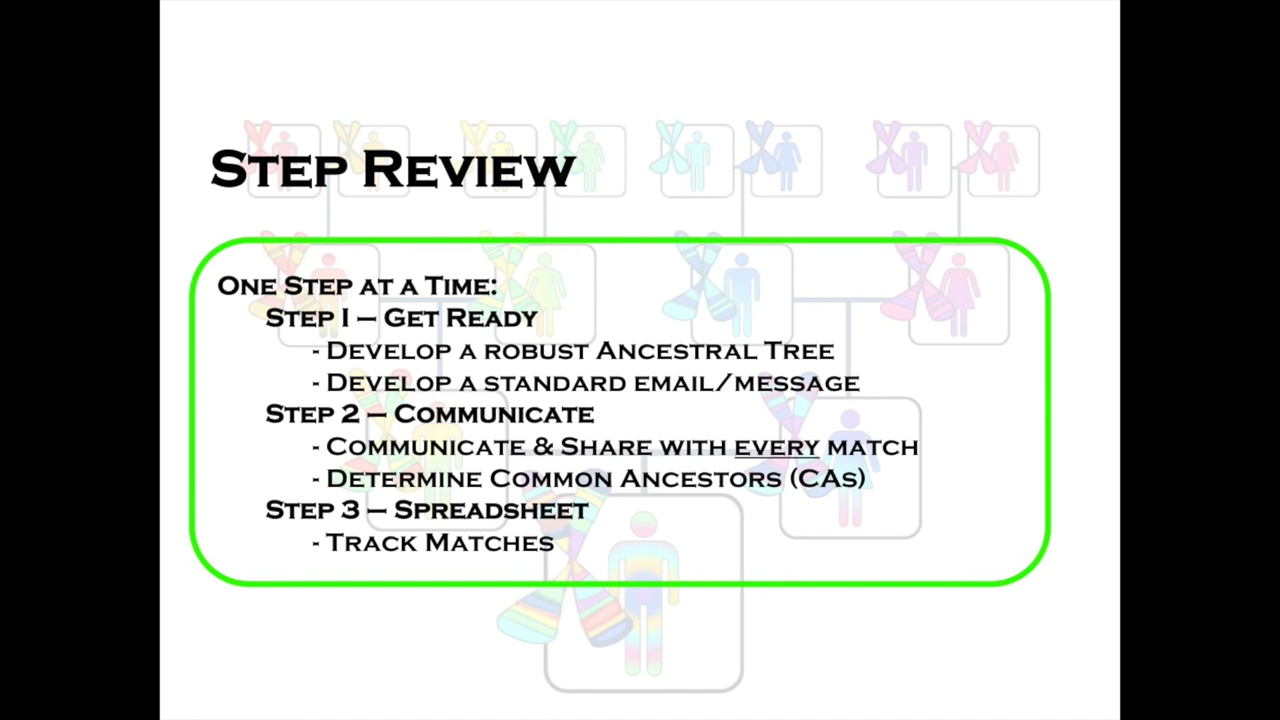 Step Review
One Step at a Time:
Step 1 – Get Ready
- Develop a robust Ancestral Tree
- Develop a standard email/message
Step 2 – Communicate
- Communicate & Share with every match
- Determine Common Ancestors (CAs)
Step 3 – Spreadsheet
- Track Matches